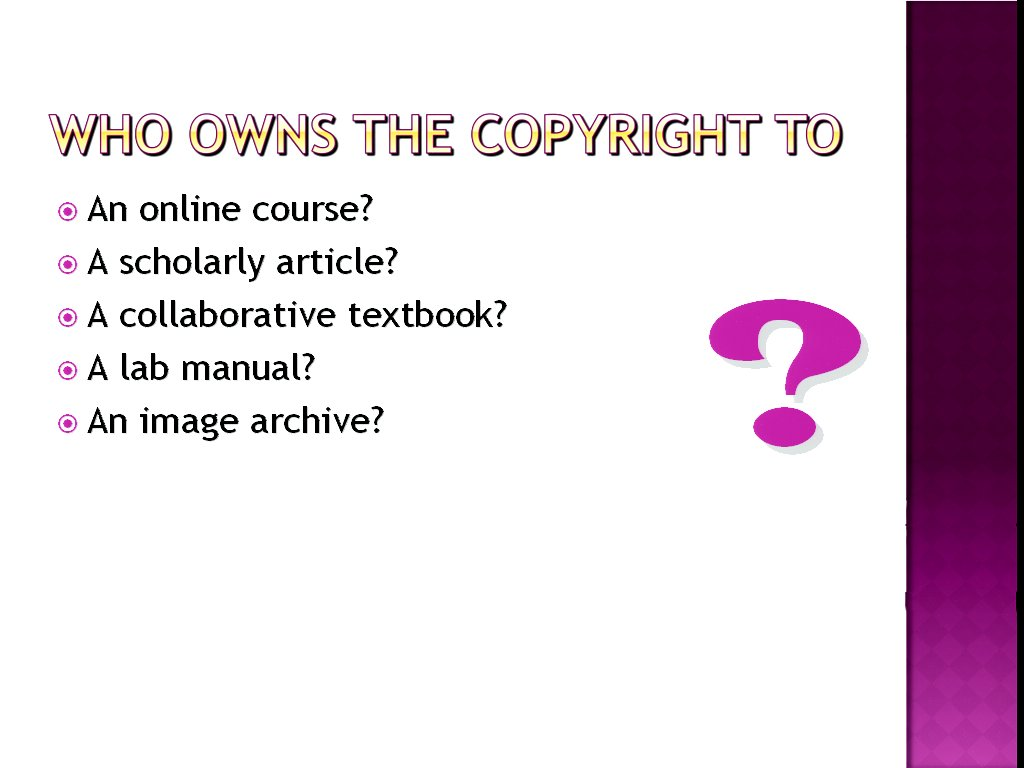 WHO OWNS THE COPYRIGHT TO
An online course?
A scholarly article?
A collaborative textbook?
A lab manual?
An image archive?
?